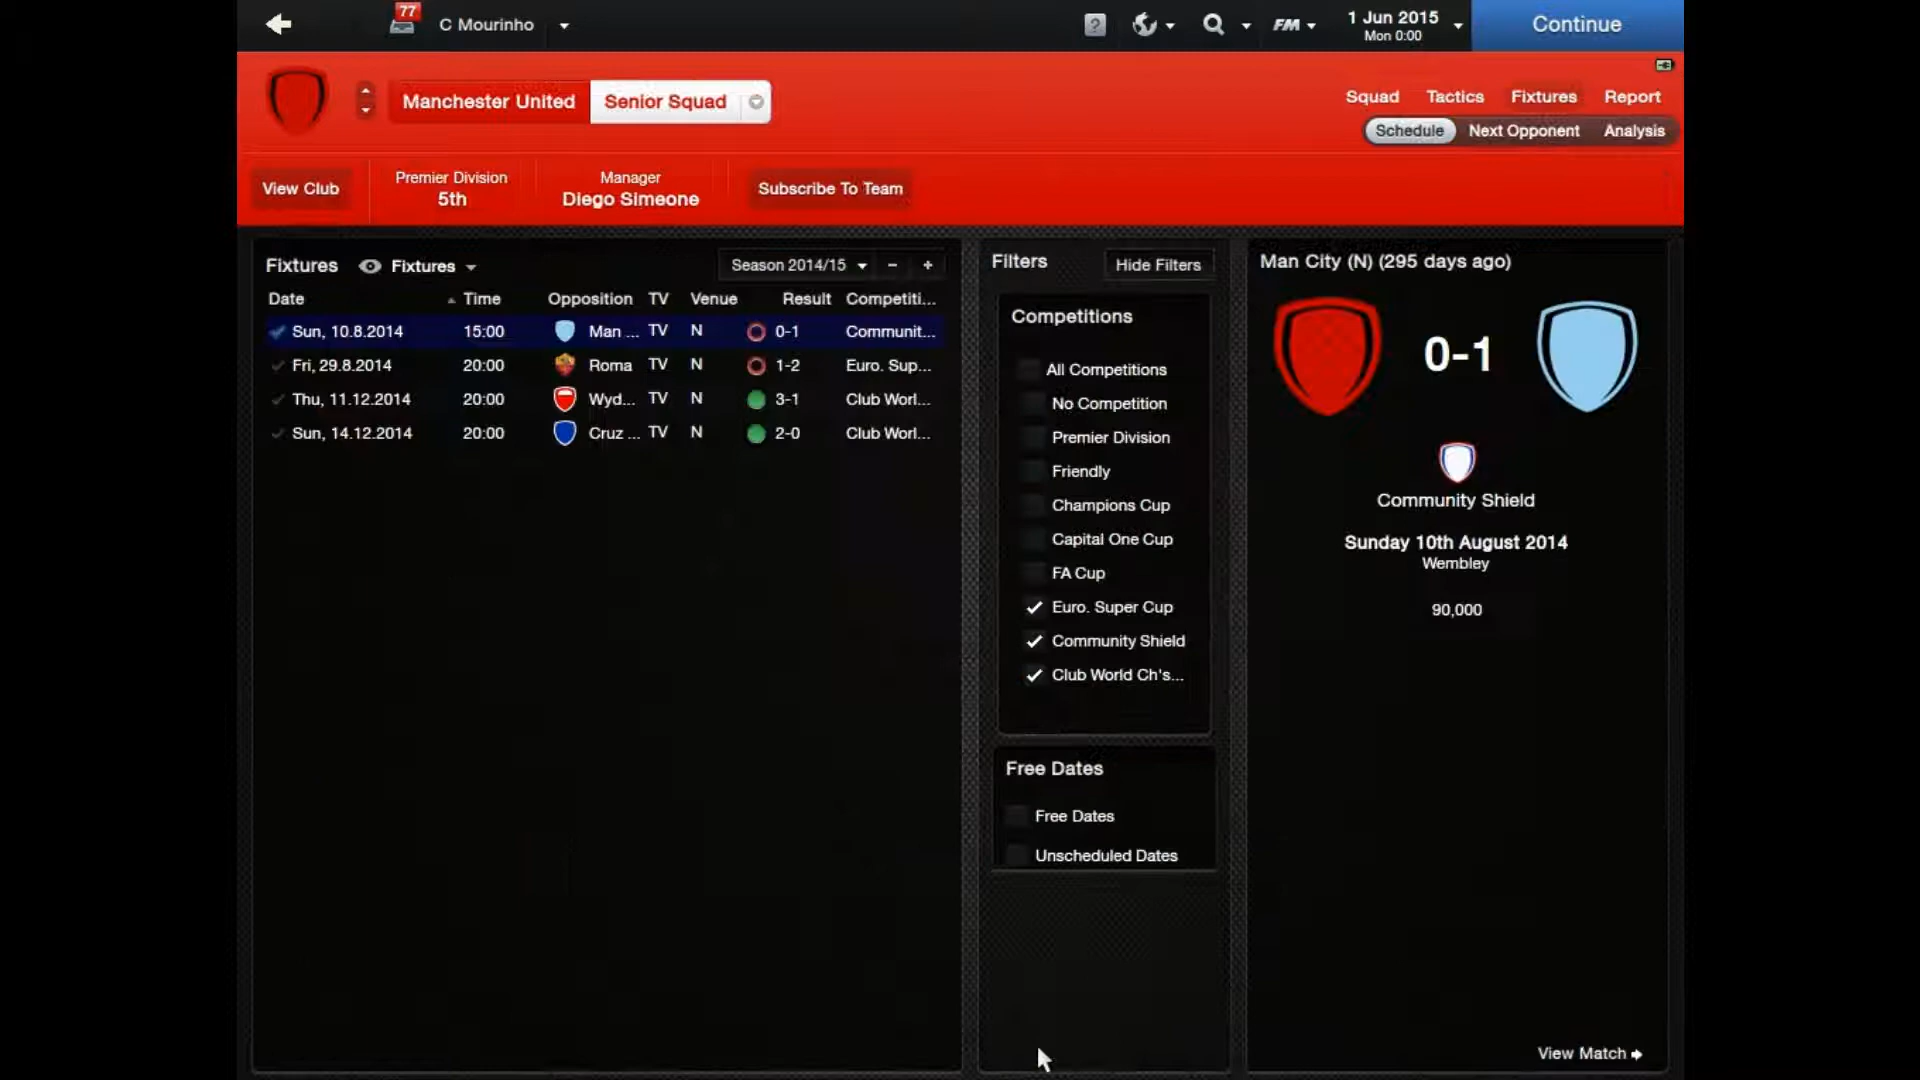 77
C Mourinho
?
FM
1 Jun 2015
Mon 0:00
Continue
Manchester United
Senior Squad
Squad
Tactics
Fixtures
Report
Schedule
Next Opponent
Analysis
View Club
Premier Division
5th
Manager
Diego Simeone
Subscribe To Team
Fixtures
Fixtures
Season 2014/15
-
+
Date Time Opposition TV Venue Result Competiti...
Sun, 10.8.2014 15:00 Man ... TV N 0-1 Communit...
Fri, 29.8.2014 20:00 Roma TV N 1-2 Euro. Sup...
Thu, 11.12.2014 20:00 Wyd... TV N 3-1 Club Worl...
Sun, 14.12.2014 20:00 Cruz ... TV N 2-0 Club Worl...
Filters
Hide Filters
Competitions
All Competitions
No Competition
Premier Division
Friendly
Champions Cup
Capital One Cup
FA Cup
Euro. Super Cup
Community Shield
Club World Ch's...
Free Dates
Free Dates
Unscheduled Dates
Man City (N) (295 days ago)
0-1
Community Shield
Sunday 10th August 2014
Wembley
90,000
View Match